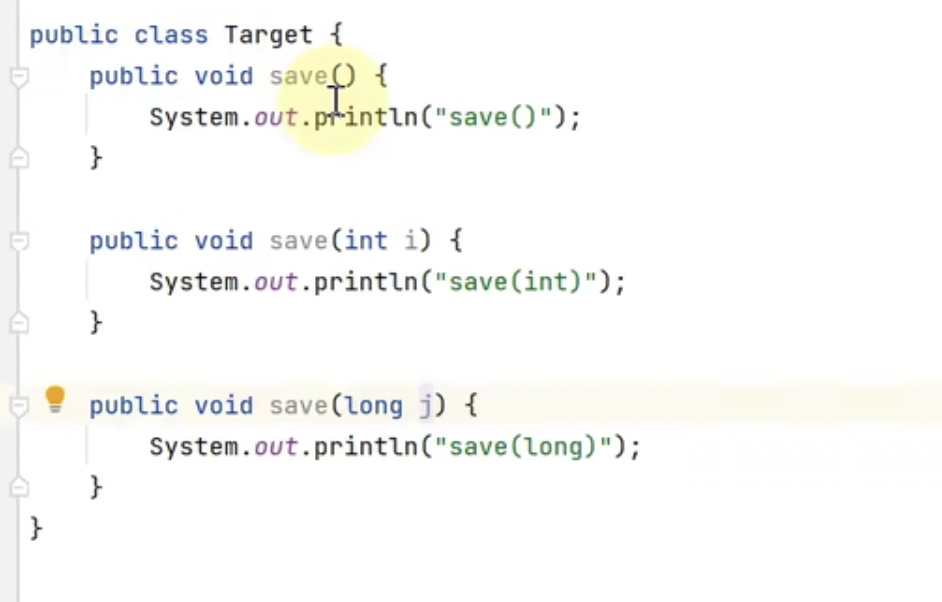 public class Target {
    public void save() {
        System.out.println("save()");
    }

    public void save(int i) {
        System.out.println("save(int)");
    }

    public void save(long j) {
        System.out.println("save(long)");
    }
}